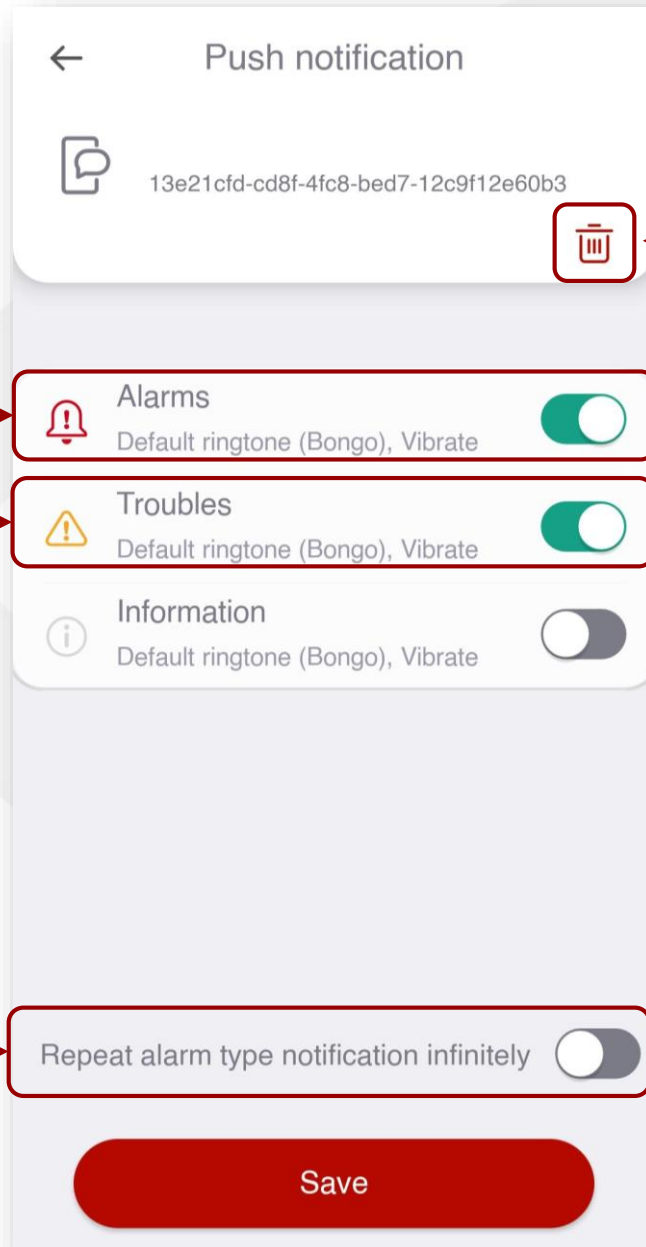 Push notification
13e21cfd-cd8f-4fc8-bed7-12c9f12e60b3
Alarms
Default ringtone (Bongo), Vibrate
Troubles
Default ringtone (Bongo), Vibrate
Information
Default ringtone (Bongo), Vibrate
Repeat alarm type notification infinitely
Save